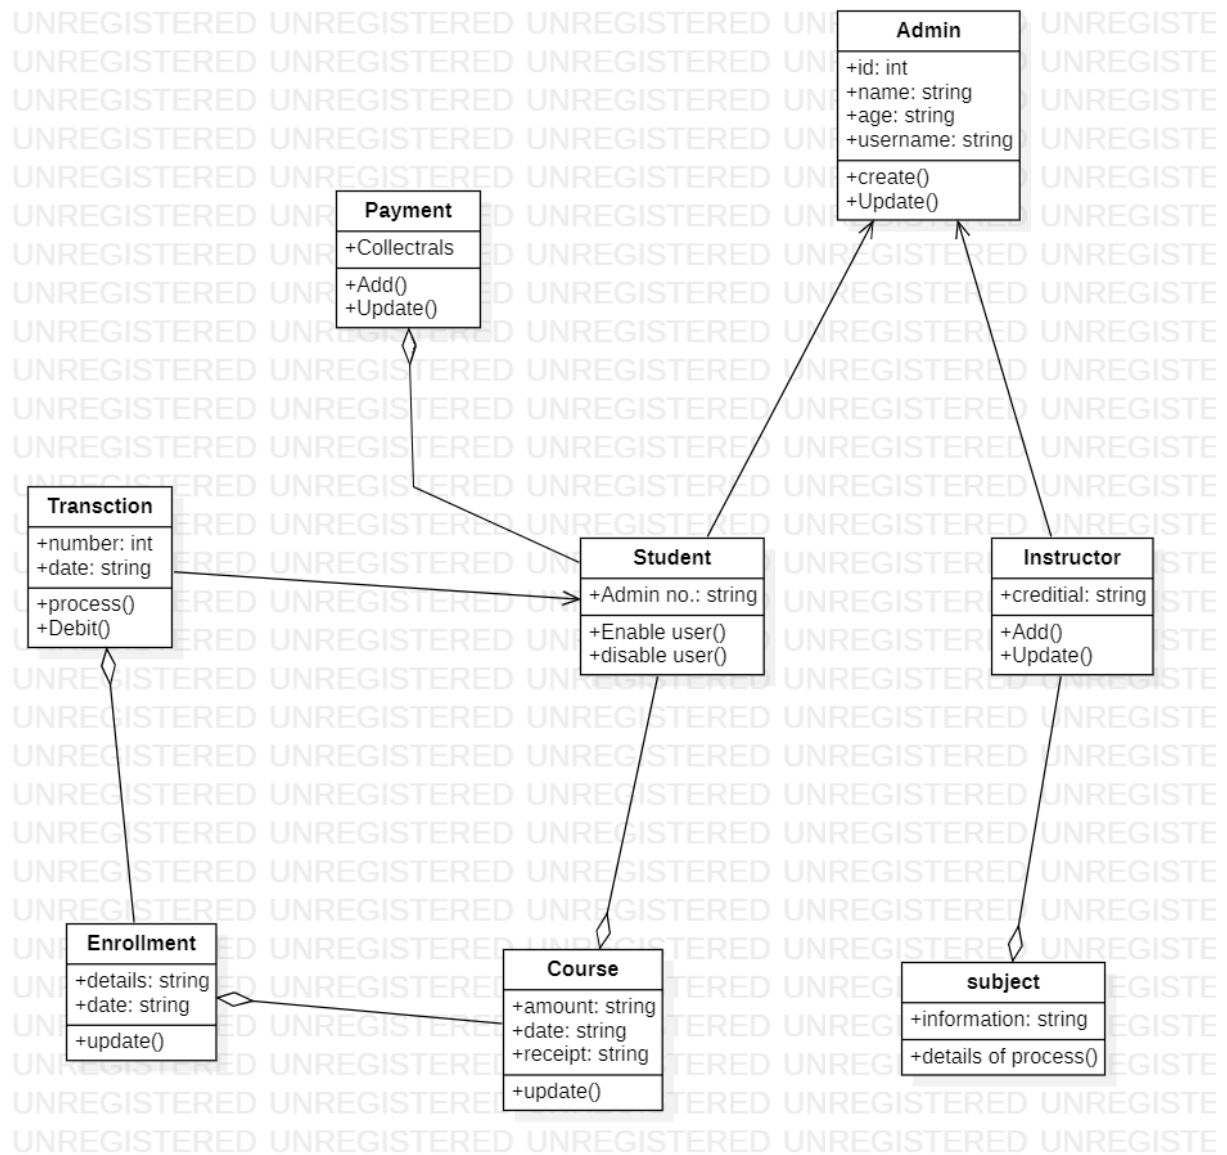 Admin
+id: int
+name: string
+age: string
+username: string
+create()
+Update()
Payment
+Collectrals
+Add()
+Update()
Transction
+number: int
+date: string
+process()
+Debit()
Student
+Admin no.: string
+Enable user()
+disable user()
Instructor
+creditial: string
+Add()
+Update()
Enrollment
+details: string
+date: string
+update()
Course
+amount: string
+date: string
+receipt: string
+update()
subject
+information: string
+details of process()
UNREGISTERED